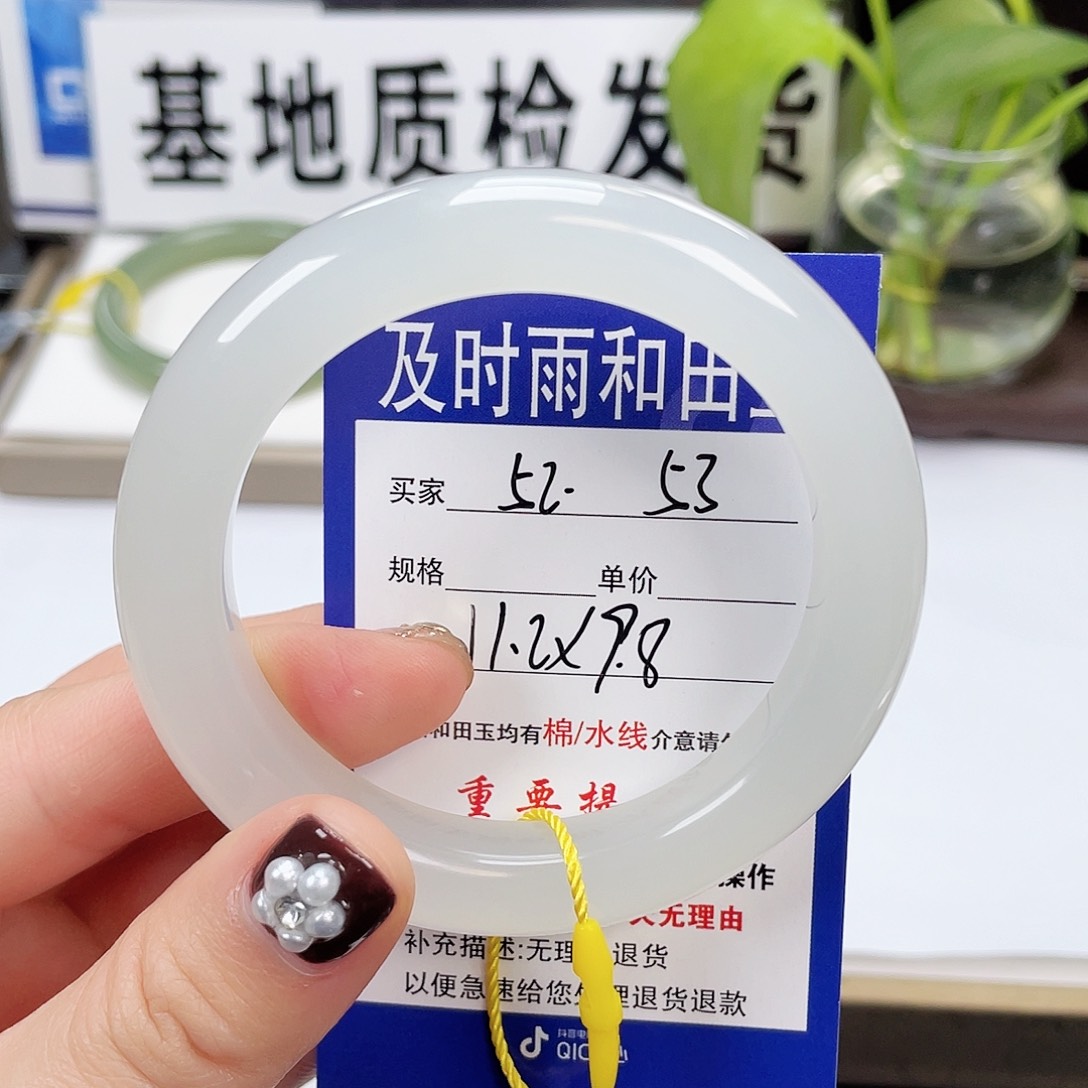 基地质检发货
及时雨和田
买家 52. 53
规格 单价
11.2×9.8
和田玉均有棉/水线介意请
重要提
操作
无理由
补充描述:无理 退货
以便急速给您 理退货退款
QIC